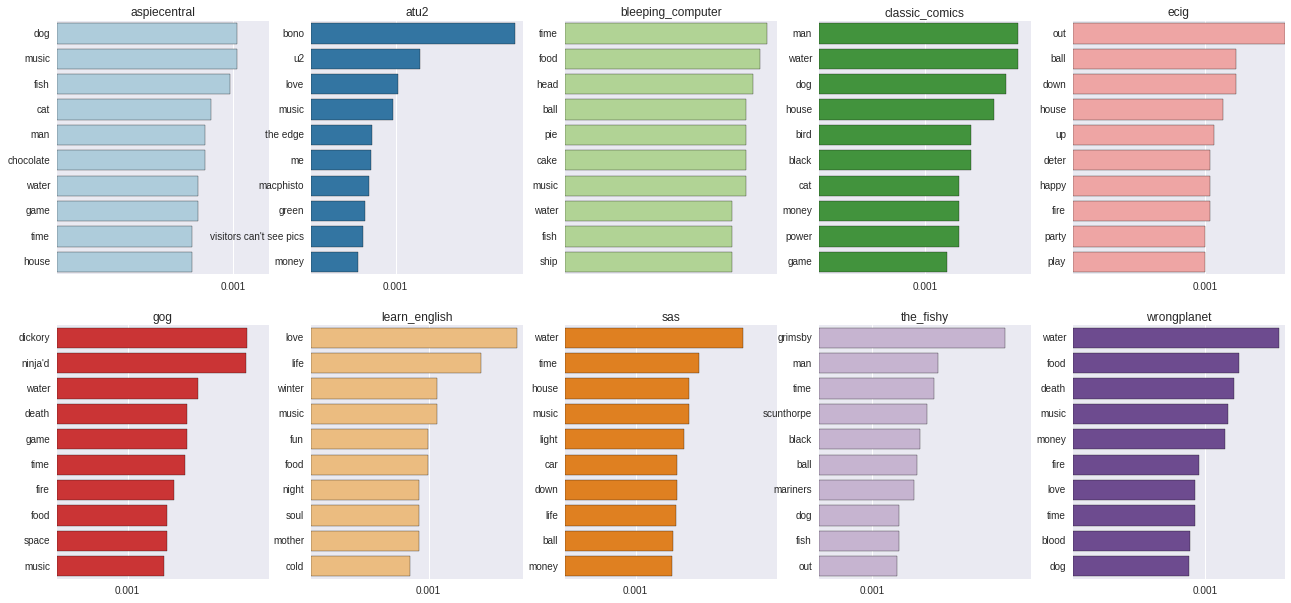 aspiecentral
dog
music
fish
cat
man
chocolate
water
game
time
house
0.001
atu2
bono
u2
love
music
the edge
me
macphisto
green
visitors can't see pics
money
0.001
bleeping_computer
time
food
head
ball
pie
cake
music
water
fish
ship
classic_comics
man
water
dog
house
bird
black
cat
money
power
game
0.001
ecig
out
ball
down
house
up
deter
happy
fire
party
play
0.001
gog
dickory
ninja'd
water
death
game
time
fire
food
space
music
0.001
learn_english
love
life
winter
music
fun
food
night
soul
mother
cold
0.001
sas
water
time
house
music
light
car
down
life
ball
money
0.001
the_fishy
grimsby
man
time
scunthorpe
black
ball
mariners
dog
fish
out
0.001
wrongplanet
water
food
death
music
money
fire
love
time
blood
dog
0.001